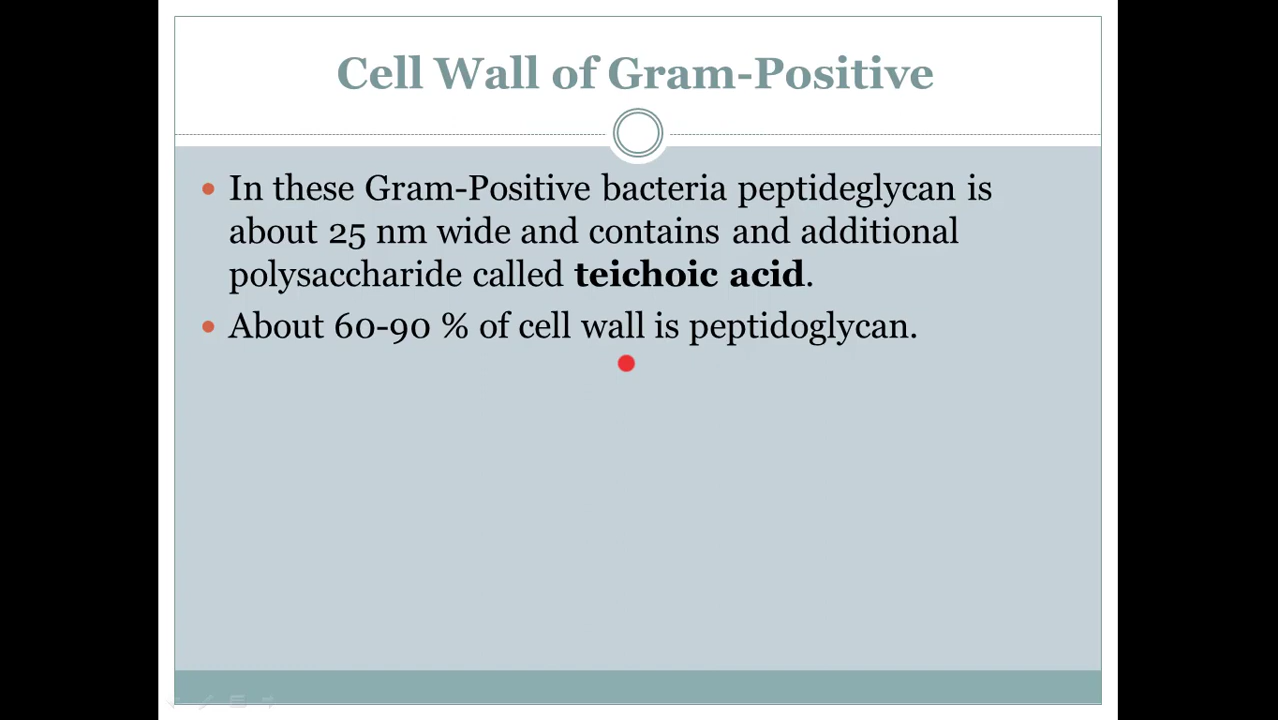 Cell Wall of Gram-Positive
• In these Gram-Positive bacteria peptideglycan is
about 25 nm wide and contains and additional
polysaccharide called teichoic acid.
• About 60-90 % of cell wall is peptidoglycan.